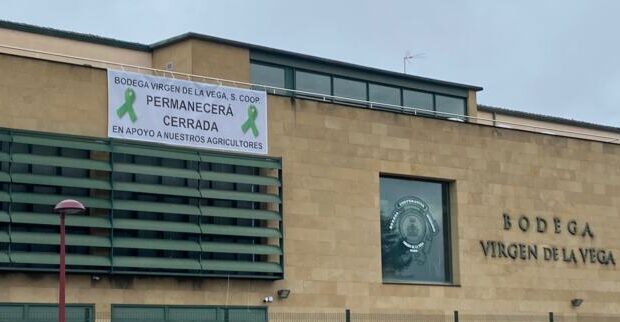 BODEGA VIRGEN DE LA VEGA, S. COOP
PERMANECERÁ
CERRADA
EN APOYO A NUESTROS AGRICULTORES
BODEGA
VIRGEN DE LA VEGA